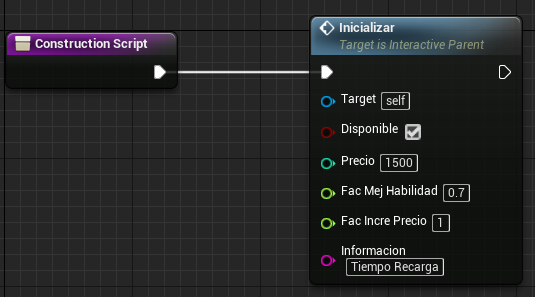 Construction Script
Inicializar
Target is Interactive Parent
Target self
Disponible
Precio 1500
Fac Mej Habilidad 0.7
Fac Incre Precio 1
Informacion
Tiempo Recarga